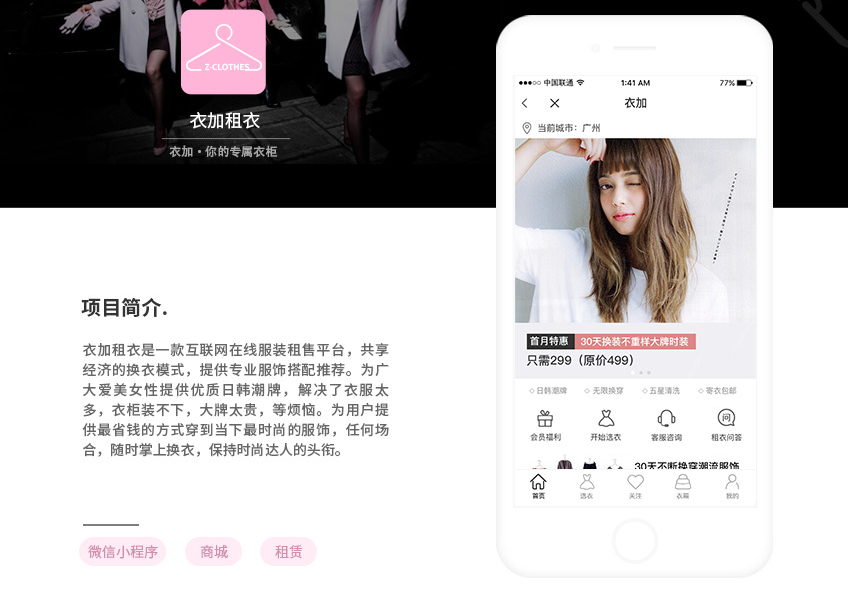 Z-CLOTHES
衣加租衣
衣加·你的专属衣柜
项目简介.
衣加租衣是一款互联网在线服装租售平台，共享
经济的换衣模式，提供专业服饰搭配推荐。为广
大爱美女性提供优质日韩潮牌，解决了衣服太
多，衣柜装不下，大牌太贵，等烦恼。为用户提
供最省钱的方式穿到当下最时尚的服饰，任何场
合，随时掌上换衣，保持时尚达人的头衔。
微信小程序 商城 租赁
中国联通 1:41 AM 77%
衣加
当前城市：广州
首月特惠 30天换装不重样大牌时装
只需299（原价499）
日韩潮牌 无限换穿 五星清洗 寄衣包邮
问
会员福利 开始选衣 客服咨询 租衣问答
30天不断换穿潮流服饰
首页 选衣 关注 衣箱 我的